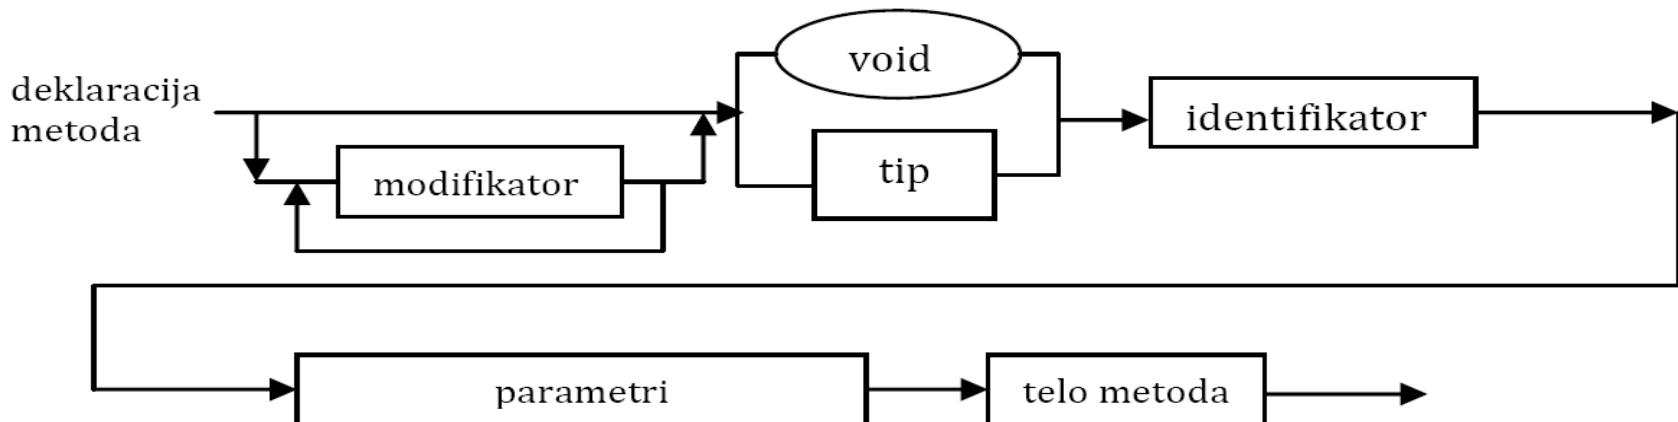 deklaracija
metoda
void
modifikator
tip
identifikator
parametri
telo metoda